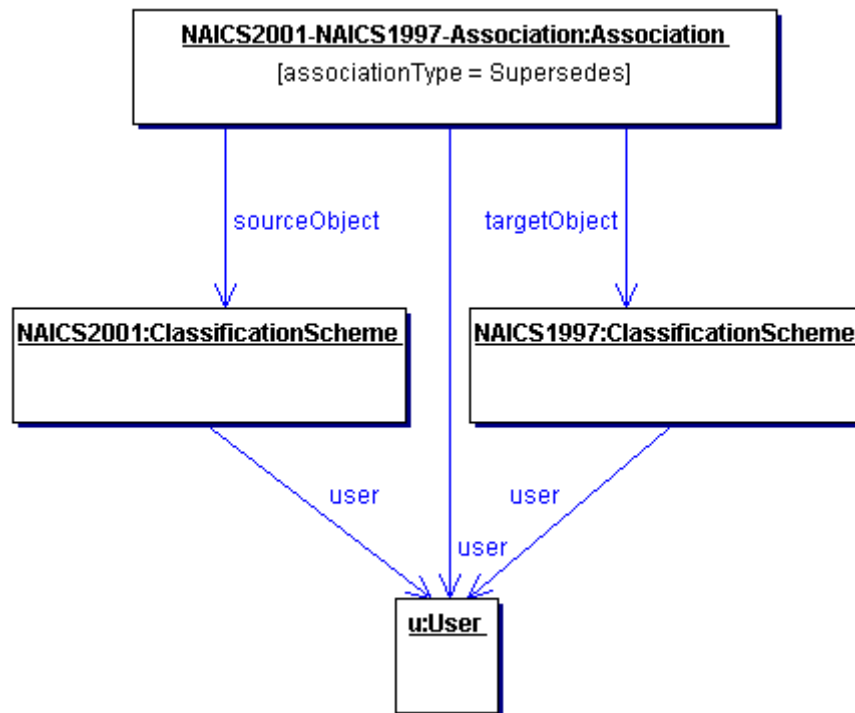 NAICS2001-NAICS1997-Association:Association
[associationType = Supersedes]
sourceObject
targetObject
NAICS2001:ClassificationScheme
NAICS1997:ClassificationScheme
user
user
user
u:User